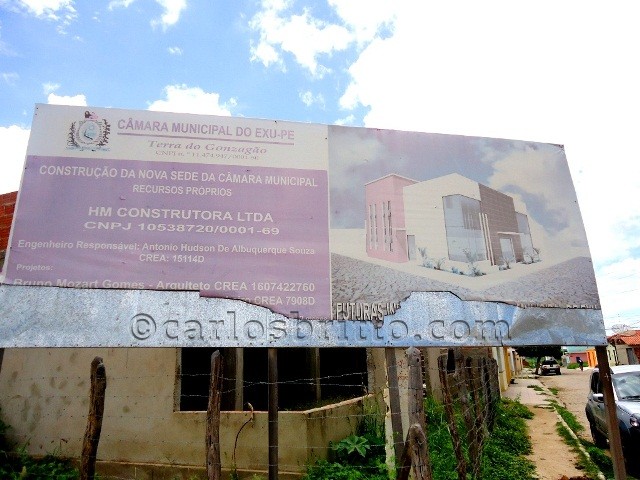 CÂMARA MUNICIPAL DO EXU-PE
Terra do Gonzagão
CONSTRUÇÃO DA NOVA SEDE DA CÂMARA MUNICIPAL
RECURSOS PRÓPRIOS
HM CONSTRUTORA LTDA
CNPJ 10538720/0001-69
Engenheiro Responsável: Antonio Hudson De Albuquerque Souza
CREA: 15114D
Projetos:
Bruno Mozart Gomes - Arquiteto CREA 1607422760
CREA 7908D
FUTURAS
©carlosbritto.com